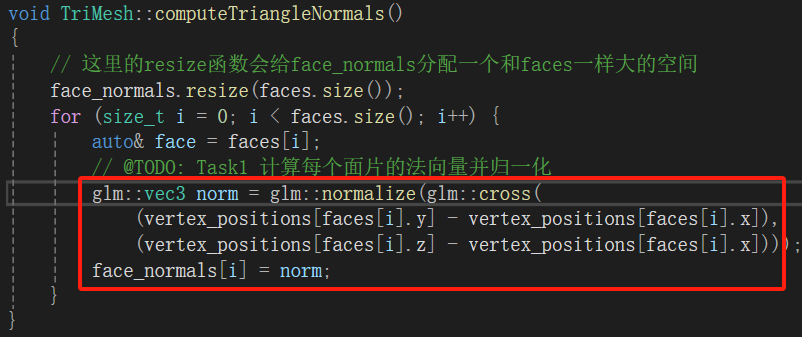 void TriMesh::computeTriangleNormals()
{
    // 这里的resize函数会给face_normals分配一个和faces一样大的空间
    face_normals.resize(faces.size());
    for (size_t i = 0; i < faces.size(); i++) {
        auto& face = faces[i];
        // @TODO: Task1 计算每个面片的法向量并归一化
        glm::vec3 norm = glm::normalize(glm::cross(
            (vertex_positions[faces[i].y] - vertex_positions[faces[i].x]),
            (vertex_positions[faces[i].z] - vertex_positions[faces[i].x])));
        face_normals[i] = norm;
    }
}